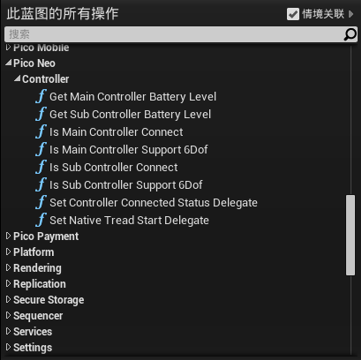 此蓝图的所有操作
情境关联
搜索
Pico Mobile
Pico Neo
Controller
Get Main Controller Battery Level
Get Sub Controller Battery Level
Is Main Controller Connect
Is Main Controller Support 6Dof
Is Sub Controller Connect
Is Sub Controller Support 6Dof
Set Controller Connected Status Delegate
Set Native Tread Start Delegate
Pico Payment
Platform
Rendering
Replication
Secure Storage
Sequencer
Services
Settings